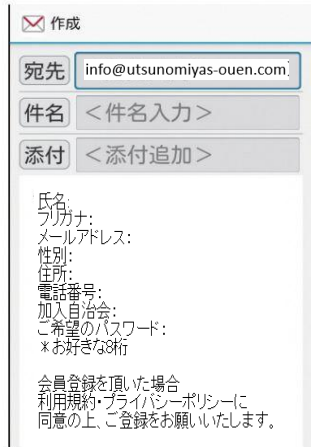 作成
宛先 info@utsunomiyas-ouen.com
件名 ＜件名入力＞
添付 ＜添付追加＞
氏名:
フリガナ:
メールアドレス:
性別:
住所:
電話番号:
加入自治会:
ご希望のパスワード:
＊お好きな8桁
会員登録を頂いた場合
利用規約・プライバシーポリシーに
同意の上、ご登録をお願いいたします。